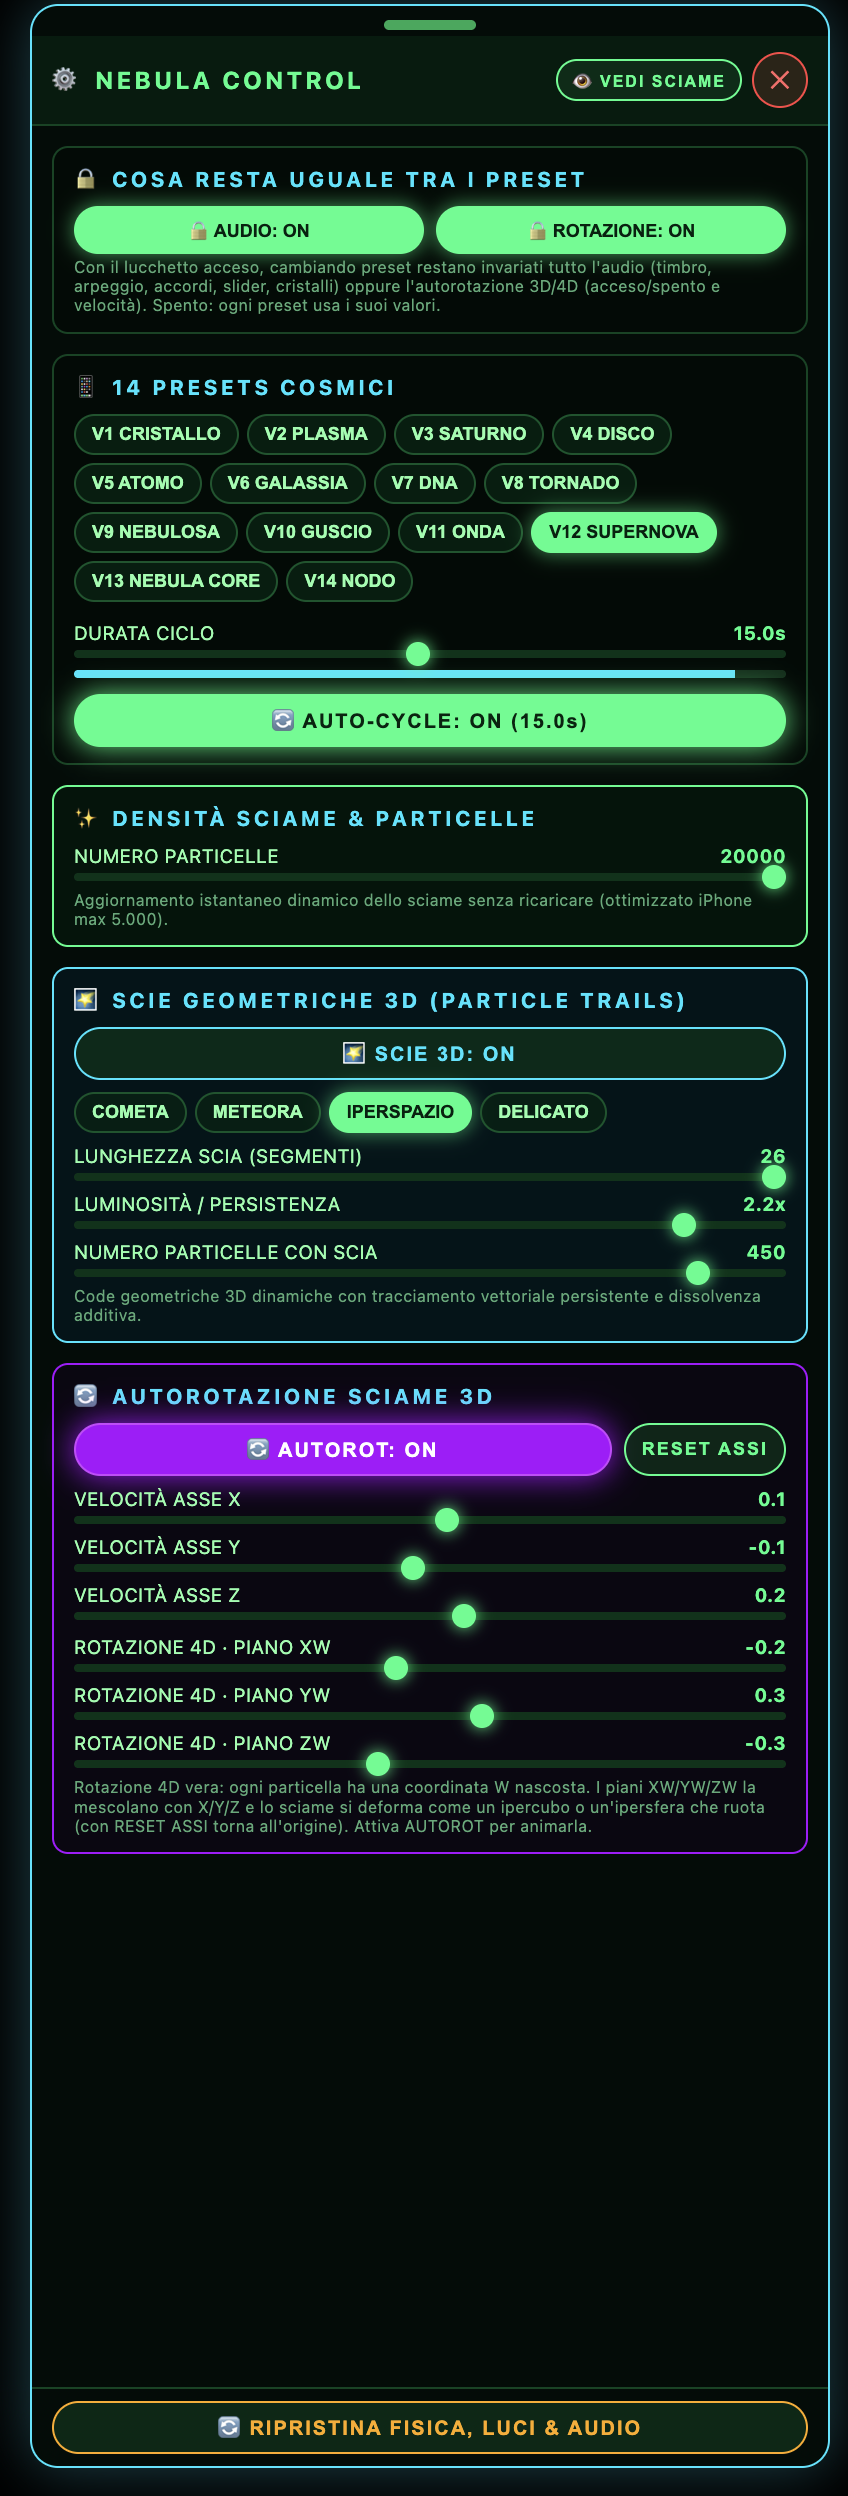 NEBULA CONTROL
VEDI SCIAME
COSA RESTA UGUALE TRA I PRESET
AUDIO: ON
ROTAZIONE: ON
Con il lucchetto acceso, cambiando preset restano invariati tutto l'audio (timbro,
arpeggio, accordi, slider, cristalli) oppure l'autorotazione 3D/4D (acceso/spento e
velocità). Spento: ogni preset usa i suoi valori.
14 PRESETS COSMICI
V1 CRISTALLO
V2 PLASMA
V3 SATURNO
V4 DISCO
V5 ATOMO
V6 GALASSIA
V7 DNA
V8 TORNADO
V9 NEBULOSA
V10 GUSCIO
V11 ONDA
V12 SUPERNOVA
V13 NEBULA CORE
V14 NODO
DURATA CICLO 15.0s
AUTO-CYCLE: ON (15.0s)
DENSITÀ SCIAME & PARTICELLE
NUMERO PARTICELLE 20000
Aggiornamento istantaneo dinamico dello sciame senza ricaricare (ottimizzato iPhone
max 5.000).
SCIE GEOMETRICHE 3D (PARTICLE TRAILS)
SCIE 3D: ON
COMETA
METEORA
IPERSPAZIO
DELICATO
LUNGHEZZA SCIA (SEGMENTI) 26
LUMINOSITÀ / PERSISTENZA 2.2x
NUMERO PARTICELLE CON SCIA 450
Code geometriche 3D dinamiche con tracciamento vettoriale persistente e dissolvenza
additiva.
AUTOROTAZIONE SCIAME 3D
AUTOROT: ON
RESET ASSI
VELOCITÀ ASSE X 0.1
VELOCITÀ ASSE Y -0.1
VELOCITÀ ASSE Z 0.2
ROTAZIONE 4D · PIANO XW -0.2
ROTAZIONE 4D · PIANO YW 0.3
ROTAZIONE 4D · PIANO ZW -0.3
Rotazione 4D vera: ogni particella ha una coordinata W nascosta. I piani XW/YW/ZW la
mescolano con X/Y/Z e lo sciame si deforma come un ipercubo o un'ipersfera che ruota
(con RESET ASSI torna all'origine). Attiva AUTOROT per animarla.
RIPRISTINA FISICA, LUCI & AUDIO